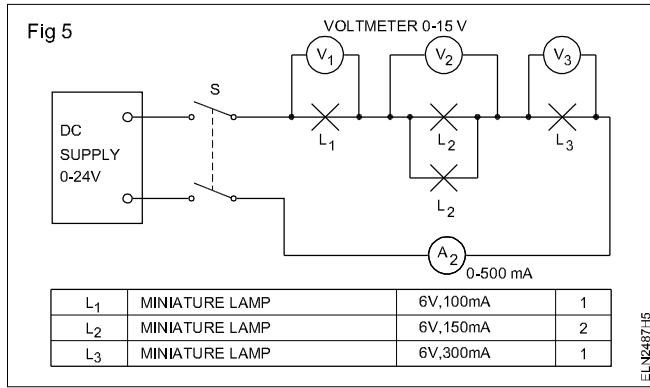 Fig 5
VOLTMETER 0-15 V
V1 V2 V3
S
DC
SUPPLY
0-24V
L1 L2 L3
L2
A2
0-500 mA
L1 MINIATURE LAMP 6V,100mA 1
L2 MINIATURE LAMP 6V,150mA 2
L3 MINIATURE LAMP 6V,300mA 1
ELN2487H5